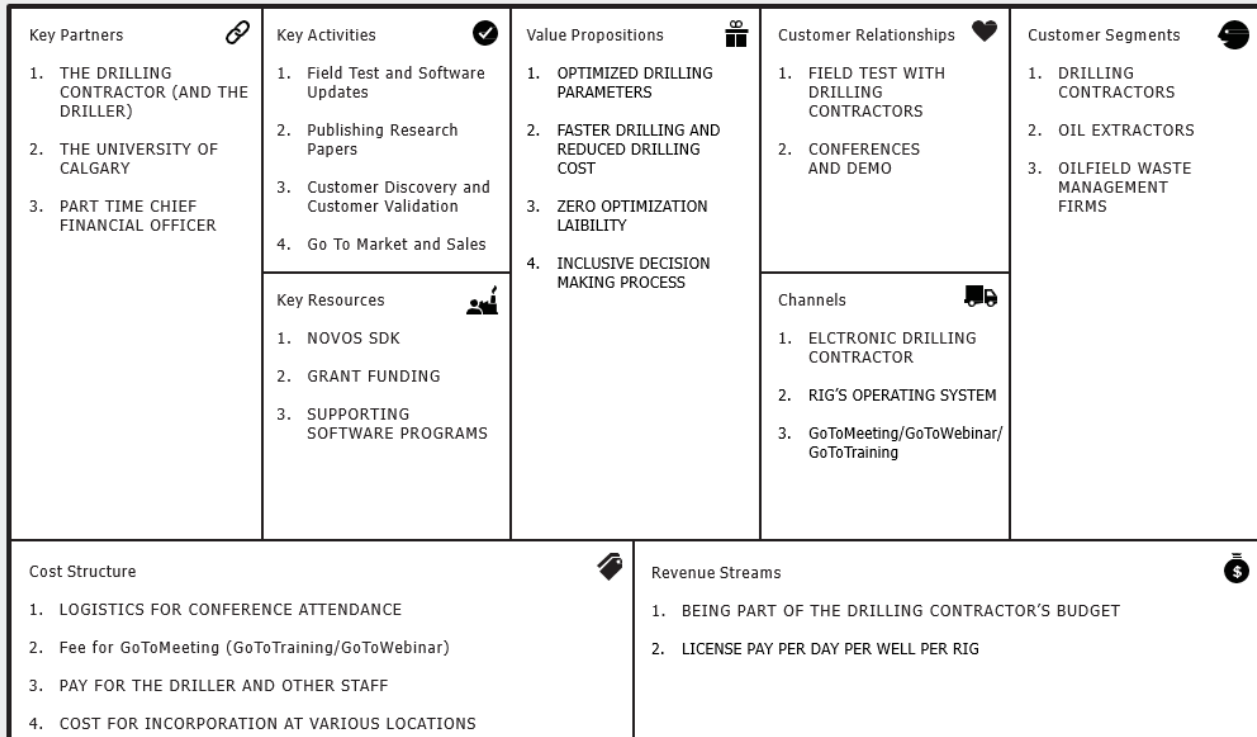 Key Partners
1. THE DRILLING
CONTRACTOR (AND THE
DRILLER)
2. THE UNIVERSITY OF
CALGARY
3. PART TIME CHIEF
FINANCIAL OFFICER
Key Activities
1. Field Test and Software
Updates
2. Publishing Research
Papers
3. Customer Discovery and
Customer Validation
4. Go To Market and Sales
Key Resources
1. NOVOS SDK
2. GRANT FUNDING
3. SUPPORTING
SOFTWARE PROGRAMS
Value Propositions
1. OPTIMIZED DRILLING
PARAMETERS
2. FASTER DRILLING AND
REDUCED DRILLING
COST
3. ZERO OPTIMIZATION
LAIBILITY
4. INCLUSIVE DECISION
MAKING PROCESS
Customer Relationships
1. FIELD TEST WITH
DRILLING
CONTRACTORS
2. CONFERENCES
AND DEMO
Channels
1. ELCTRONIC DRILLING
CONTRACTOR
2. RIG'S OPERATING SYSTEM
3. GoToMeeting/GoToWebinar/
GoToTraining
Customer Segments
1. DRILLING
CONTRACTORS
2. OIL EXTRACTORS
3. OILFIELD WASTE
MANAGEMENT
FIRMS
Cost Structure
1. LOGISTICS FOR CONFERENCE ATTENDANCE
2. Fee for GoToMeeting (GoToTraining/GoToWebinar)
3. PAY FOR THE DRILLER AND OTHER STAFF
4. COST FOR INCORPORATION AT VARIOUS LOCATIONS
Revenue Streams
$
1. BEING PART OF THE DRILLING CONTRACTOR'S BUDGET
2. LICENSE PAY PER DAY PER WELL PER RIG